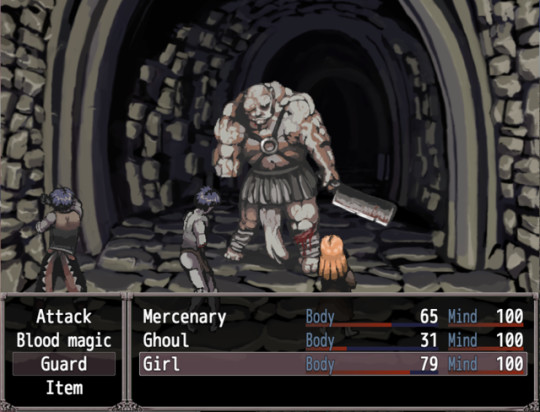 Attack
Blood magic
Guard
Item
Mercenary Body 65 Mind 100
Ghoul Body 31 Mind 100
Girl Body 79 Mind 100